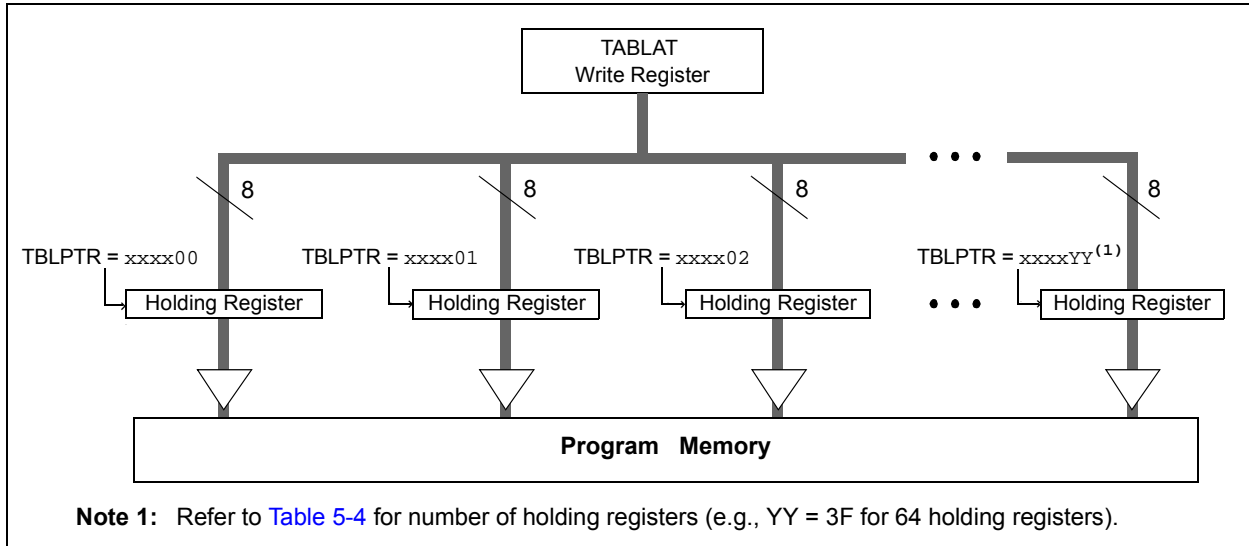 TABLAT
Write Register
8 8 8 8
TBLPTR = xxxx00 TBLPTR = xxxx01 TBLPTR = xxxx02 TBLPTR = xxxxYY(1)
Holding Register Holding Register Holding Register Holding Register
Program Memory
Note 1: Refer to Table 5-4 for number of holding registers (e.g., YY = 3F for 64 holding registers).